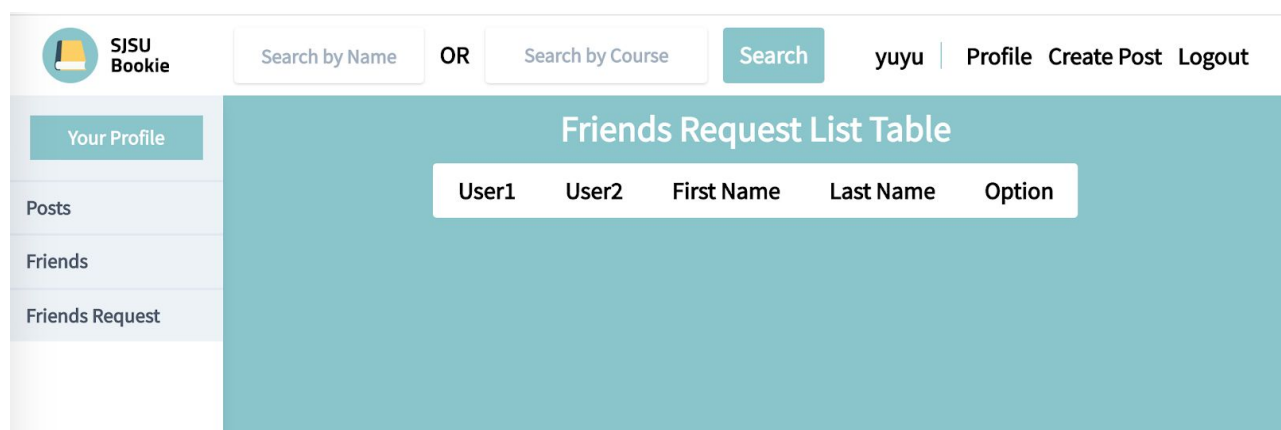 SJSU
Bookie
Search by Name OR Search by Course Search yuyu Profile Create Post Logout
Your Profile
Posts
Friends
Friends Request
Friends Request List Table
User1 User2 First Name Last Name Option